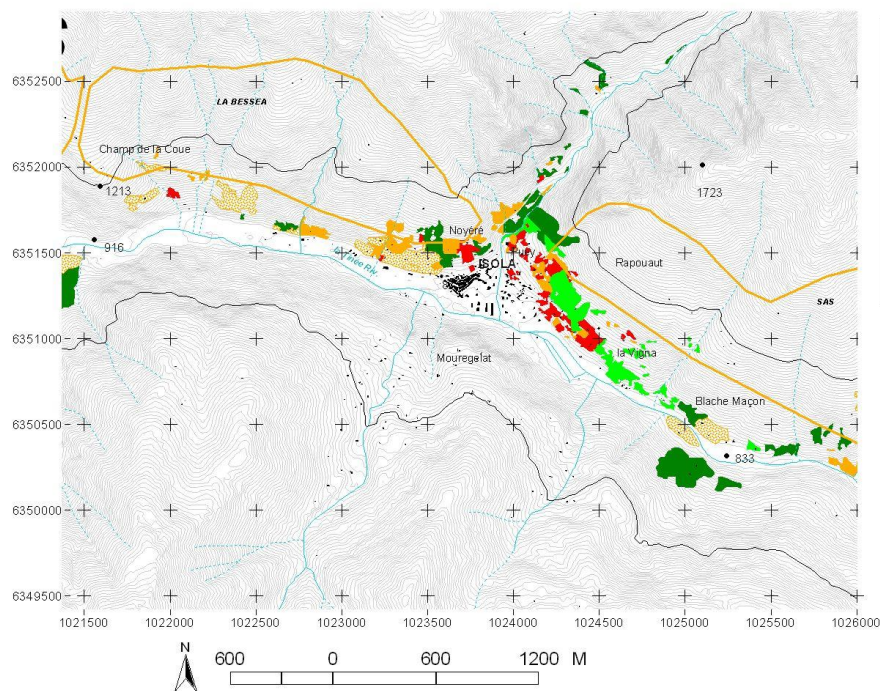 6352500
LA BESSEA
Champ de la Coue
6352000
1213
1723
Noyéré
916
6351500
ISOLA
Rapouaut
SAS
6351000
Mouregelat
la Vigna
Blache Maçon
6350500
833
6350000
6349500
1021500 1022000 1022500 1023000 1023500 1024000 1024500 1025000 1025500 1026000
N
600 0 600 1200 M